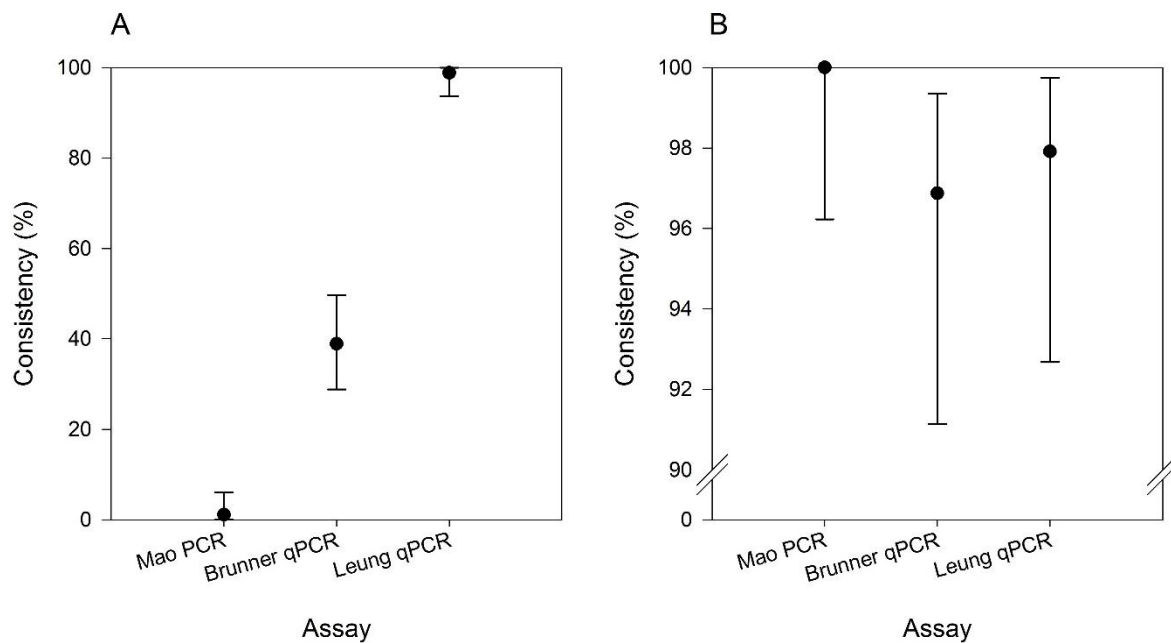 A
Consistency (%)
100
80
60
40
20
0
Mao PCR
Brunner qPCR
Leung qPCR
Assay
B
Consistency (%)
100
98
96
94
92
90
0
Mao PCR
Brunner qPCR
Leung qPCR
Assay